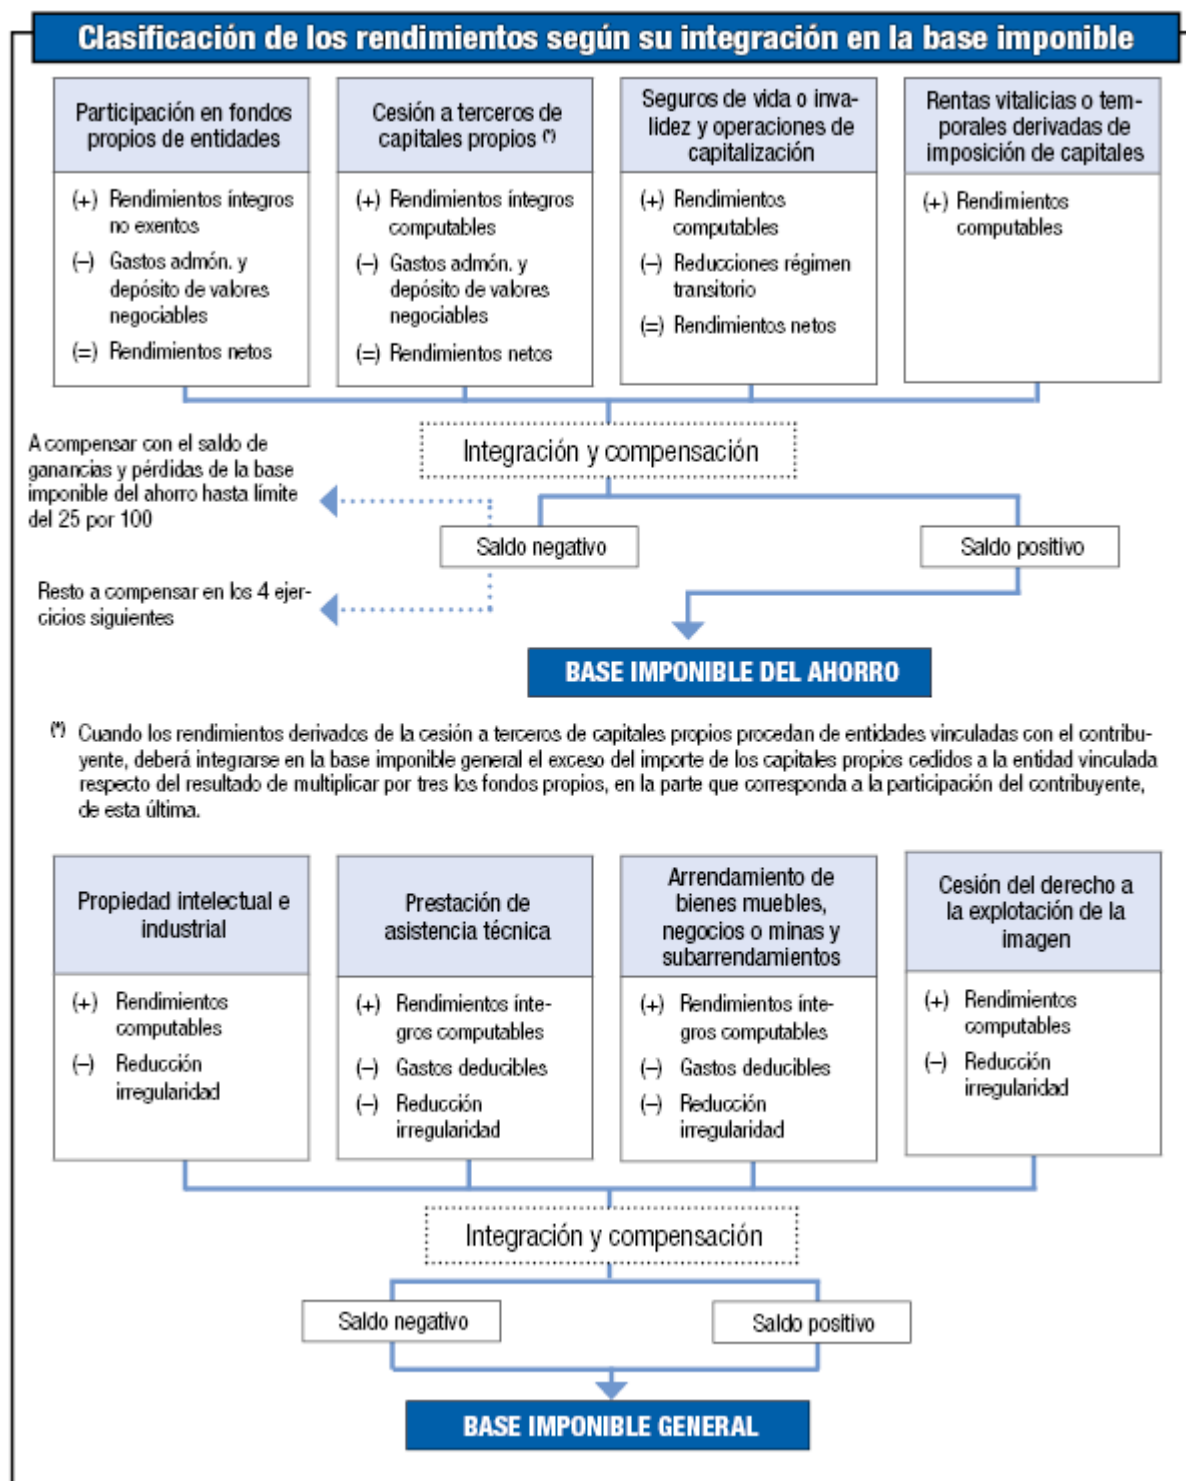 Clasificación de los rendimientos según su integración en la base imponible
Participación en fondos
propios de entidades
(+) Rendimientos íntegros
no exentos
(–) Gastos admón. y
depósito de valores
negociables
(=) Rendimientos netos
Cesión a terceros de
capitales propios (*)
(+) Rendimientos íntegros
computables
(–) Gastos admón. y
depósito de valores
negociables
(=) Rendimientos netos
Seguros de vida o inva-
lidez y operaciones de
capitalización
(+) Rendimientos
computables
(–) Reducciones régimen
transitorio
(=) Rendimientos netos
Rentas vitalicias o tem-
porales derivadas de
imposición de capitales
(+) Rendimientos
computables
Integración y compensación
A compensar con el saldo de
ganancias y pérdidas de la base
imponible del ahorro hasta límite
del 25 por 100
Saldo negativo
Saldo positivo
Resto a compensar en los 4 ejer-
cicios siguientes
BASE IMPONIBLE DEL AHORRO
(*) Cuando los rendimientos derivados de la cesión a terceros de capitales propios procedan de entidades vinculadas con el contribu-
yente, deberá integrarse en la base imponible general el exceso del importe de los capitales propios cedidos a la entidad vinculada
respecto del resultado de multiplicar por tres los fondos propios, en la parte que corresponda a la participación del contribuyente,
de esta última.
Propiedad intelectual e
industrial
(+) Rendimientos
computables
(–) Reducción
irregularidad
Prestación de
asistencia técnica
(+) Rendimientos ínte-
gros computables
(–) Gastos deducibles
(–) Reducción
irregularidad
Arrendamiento de
bienes muebles,
negocios o minas y
subarrendamientos
(+) Rendimientos ínte-
gros computables
(–) Gastos deducibles
(–) Reducción
irregularidad
Cesión del derecho a
la explotación de la
imagen
(+) Rendimientos
computables
(–) Reducción
irregularidad
Integración y compensación
Saldo negativo
Saldo positivo
BASE IMPONIBLE GENERAL